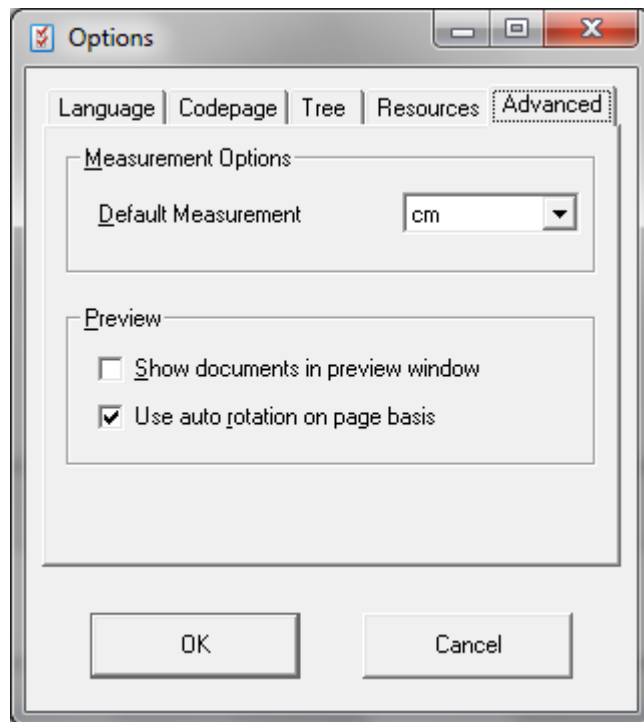 Options
Language Codepage Tree Resources Advanced
Measurement Options
Default Measurement cm
Preview
Show documents in preview window
Use auto rotation on page basis
OK Cancel